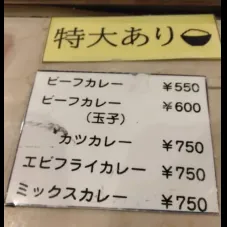 特大あり
ビーフカレー ¥550
ビーフカレー ¥600
(玉子)
カツカレー ¥750
エビフライカレー ¥750
ミックスカレー ¥750